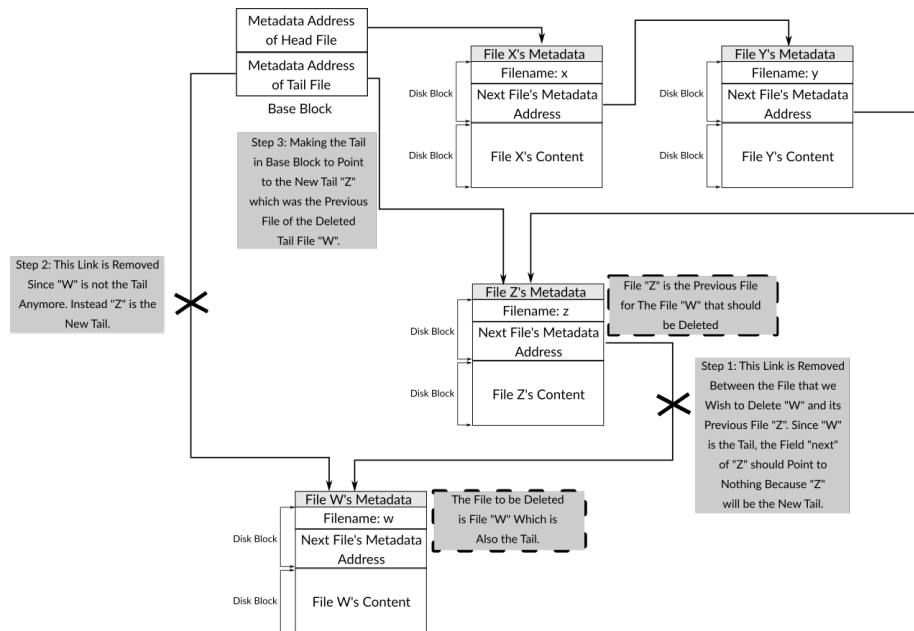 Metadata Address
of Head File
Metadata Address
of Tail File
Base Block
File X's Metadata
Filename: x
Next File's Metadata
Address
File X's Content
Disk Block
Disk Block
File Y's Metadata
Filename: y
Next File's Metadata
Address
File Y's Content
Disk Block
Disk Block
Step 3: Making the Tail
in Base Block to Point
to the New Tail "Z"
which was the Previous
File of the Deleted
Tail File "W".
Step 2: This Link is Removed
Since "W" is not the Tail
Anymore. Instead "Z" is the
New Tail.
File Z's Metadata
Filename: z
Next File's Metadata
Address
File Z's Content
Disk Block
Disk Block
File "Z" is the Previous File
for The File "W" that should
be Deleted
Step 1: This Link is Removed
Between the File that we
Wish to Delete "W" and its
Previous File "Z". Since "W"
is the Tail, the Field "next"
of "Z" should Point to
Nothing Because "Z"
will be the New Tail.
File W's Metadata
Filename: w
Next File's Metadata
Address
File W's Content
Disk Block
Disk Block
The File to be Deleted
is File "W" Which is
Also the Tail.